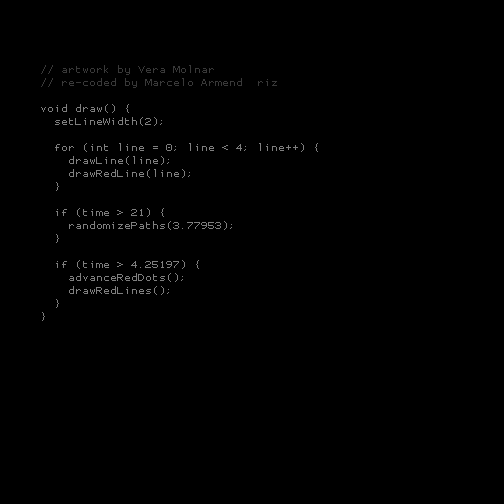 // artwork by Vera Molnar
// re-coded by Marcelo Armend  riz
void draw() {
setLineWidth(2);
for (int line = 0; line < 4; line++) {
drawLine(line);
drawRedLine(line);
}
if (time > 21) {
randomizePaths(3.77953);
}
if (time > 4.25197) {
advanceRedDots();
drawRedLines();
}
}